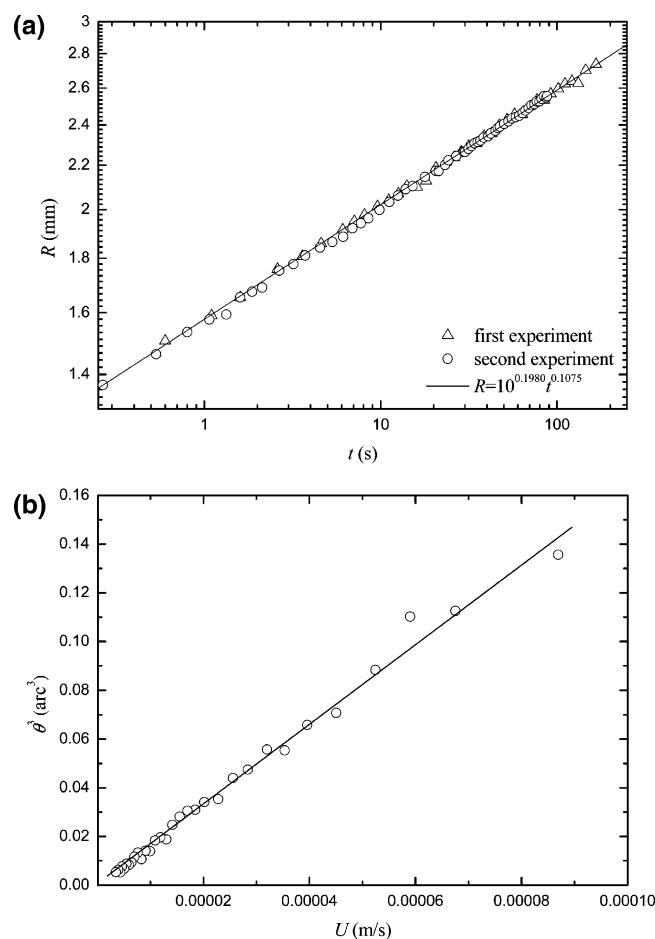 (a)
3
2.8
2.6
2.4
2.2
2
1.8
1.6
1.4
R (mm)
first experiment
second experiment
R=10^0.1980 t^0.1075
1 10 100
t (s)
(b)
0.16
0.14
0.12
0.10
0.08
0.06
0.04
0.02
0.00
θ³ (arc³)
0.00002 0.00004 0.00006 0.00008 0.00010
U (m/s)